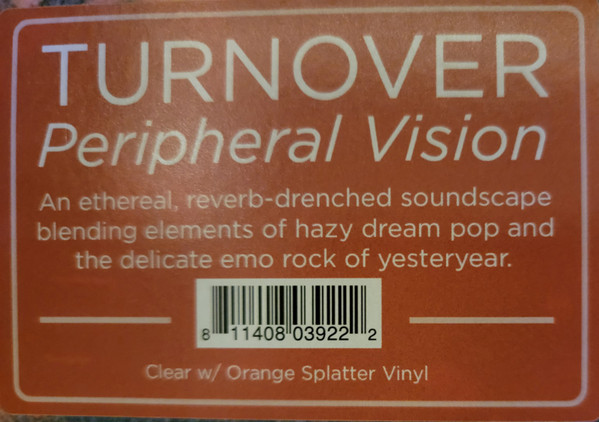 TURNOVER
Peripheral Vision
An ethereal, reverb-drenched soundscape
blending elements of hazy dream pop and
the delicate emo rock of yesteryear.
8 11408 03922 2
Clear w/ Orange Splatter Vinyl